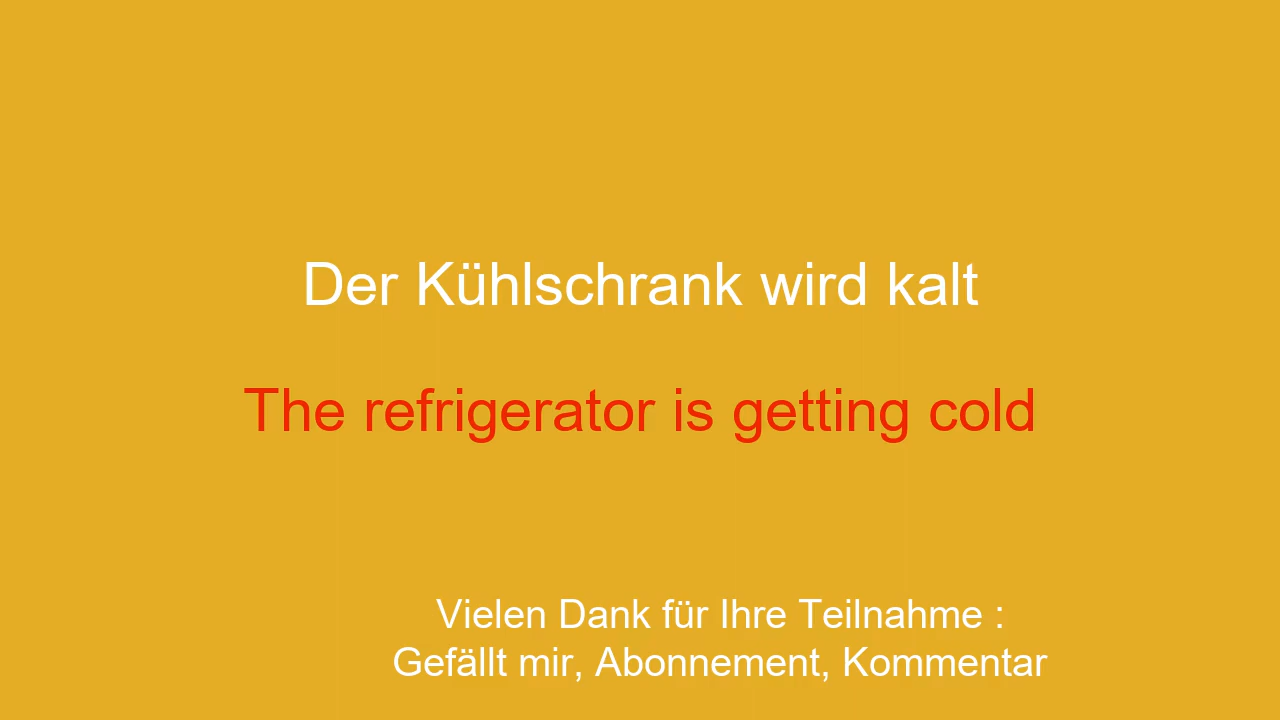 Der Kühlschrank wird kalt
The refrigerator is getting cold
Vielen Dank für Ihre Teilnahme :
Gefällt mir, Abonnement, Kommentar